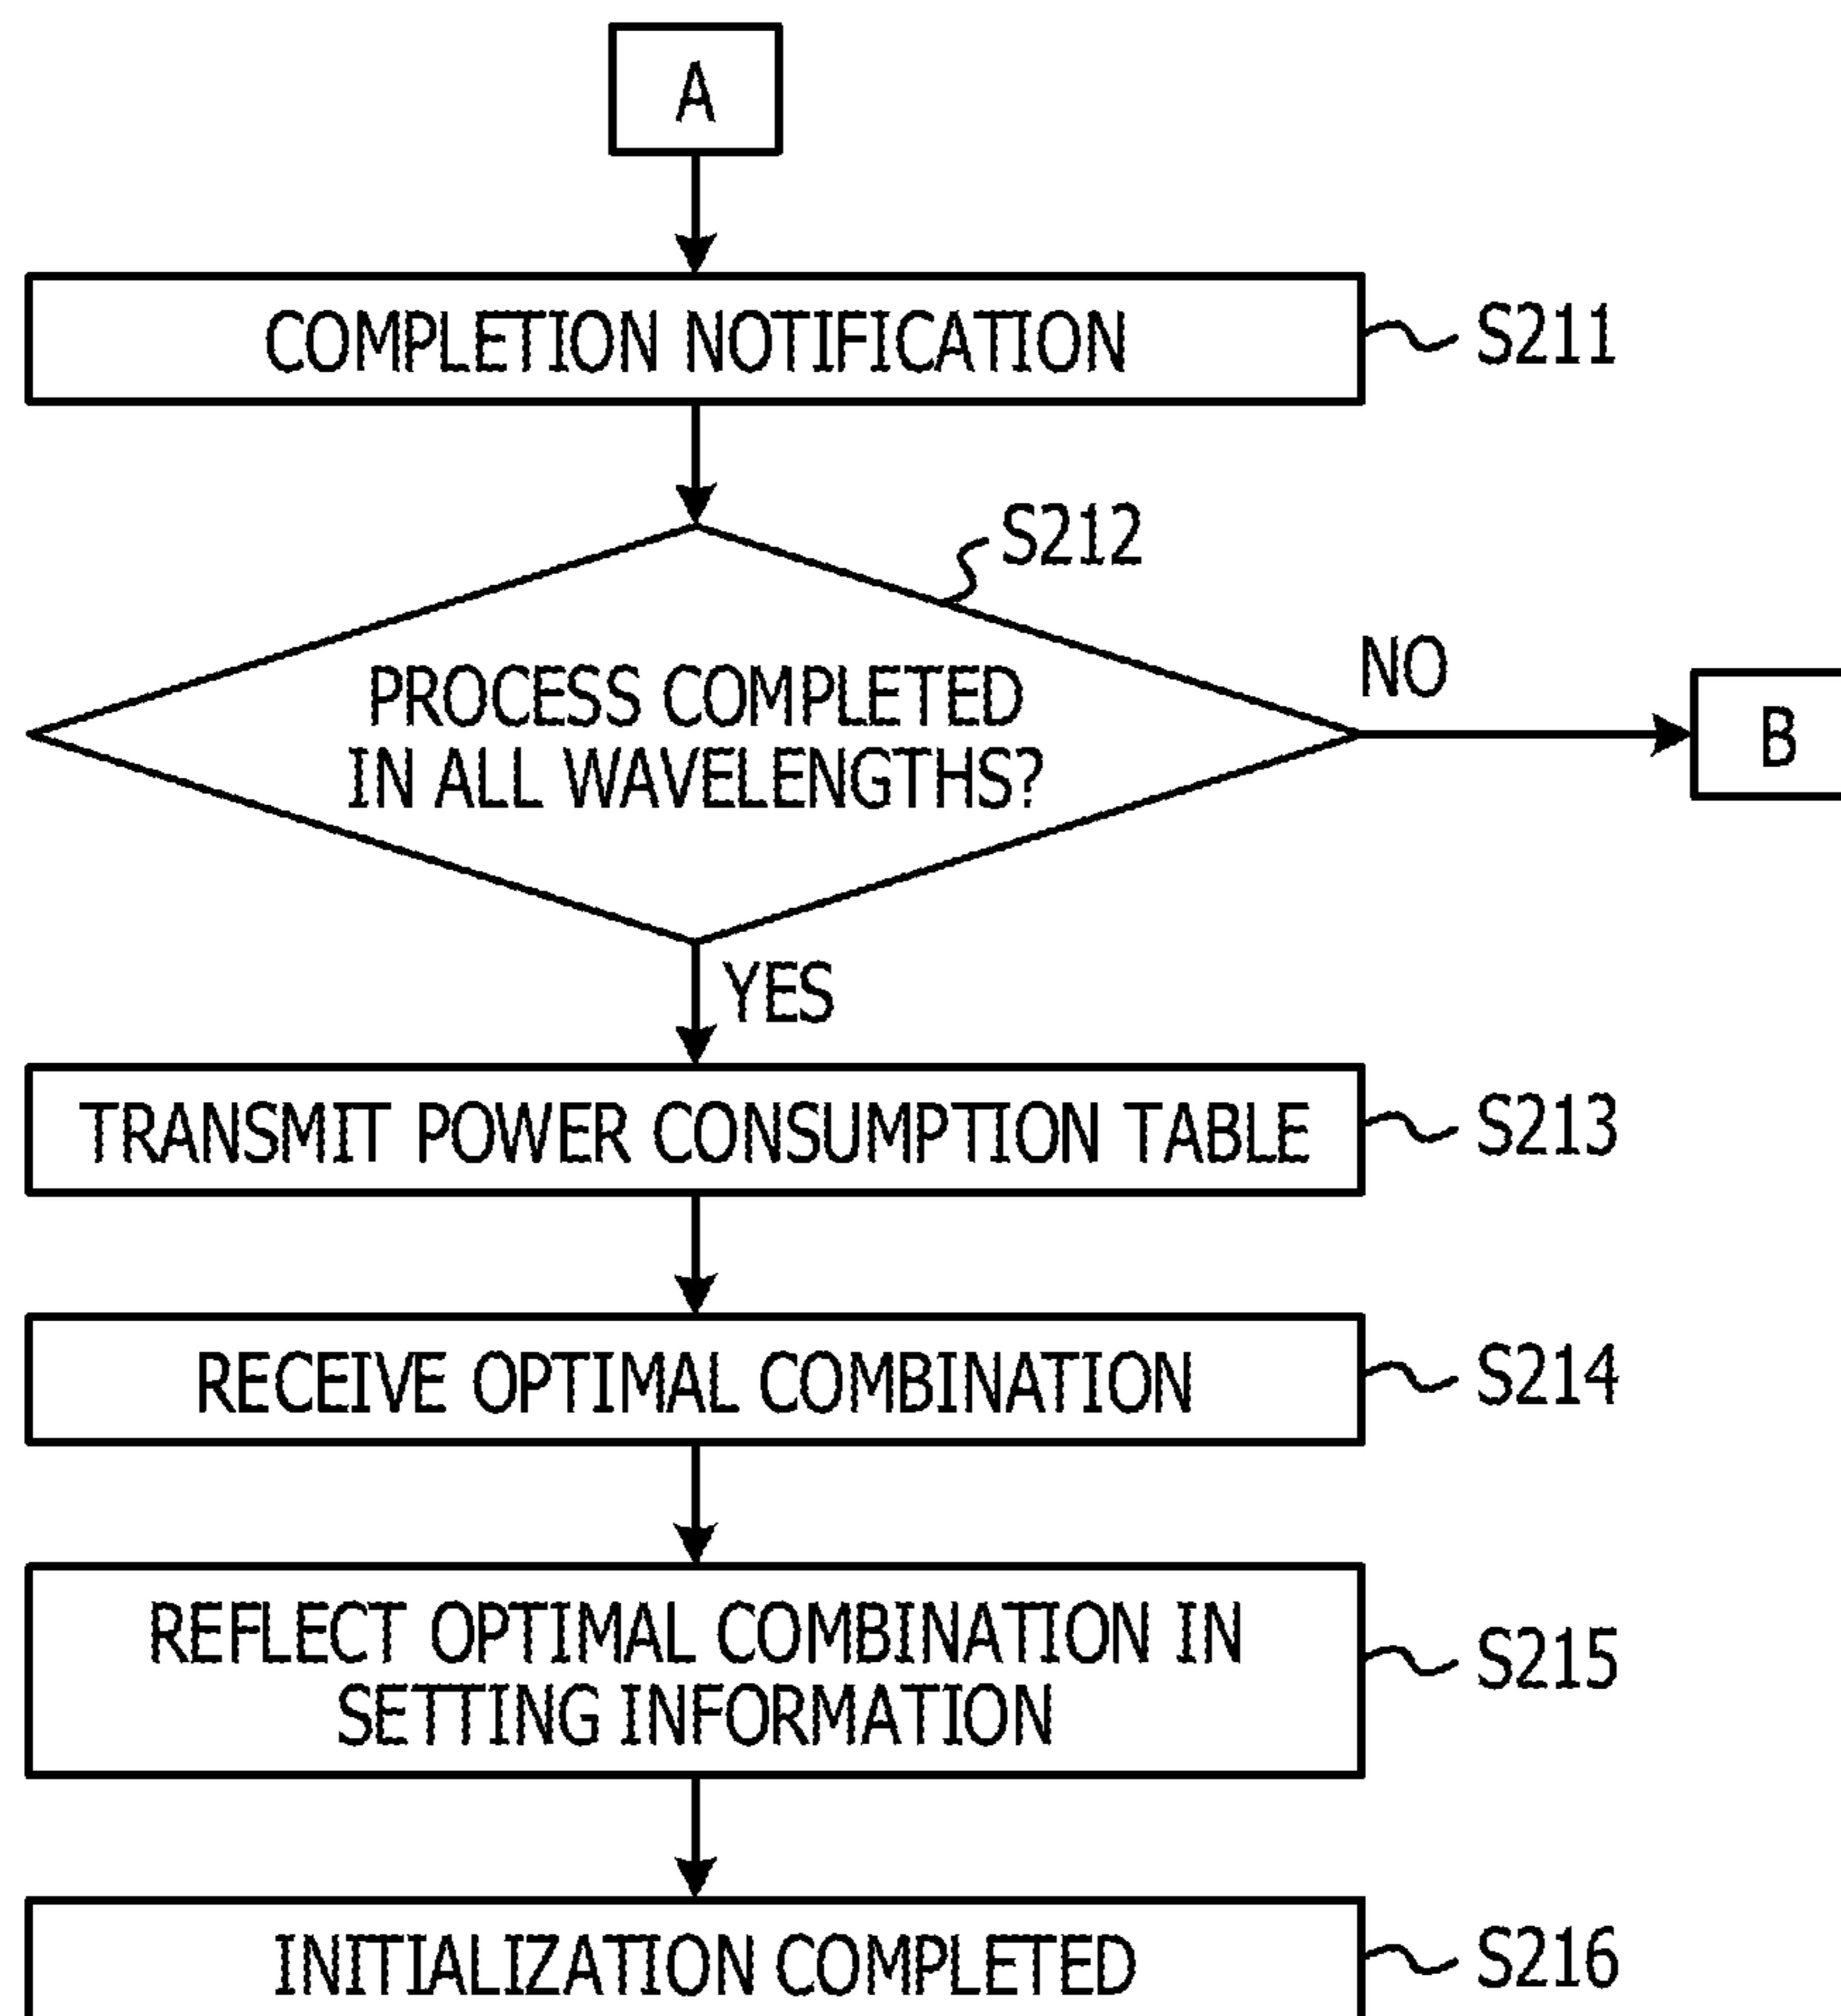 A
COMPLETION NOTIFICATION
S211
S212
PROCESS COMPLETED
IN ALL WAVELENGTHS?
NO
B
YES
TRANSMIT POWER CONSUMPTION TABLE
S213
RECEIVE OPTIMAL COMBINATION
S214
REFLECT OPTIMAL COMBINATION IN
SETTING INFORMATION
S215
INITIALIZATION COMPLETED
S216